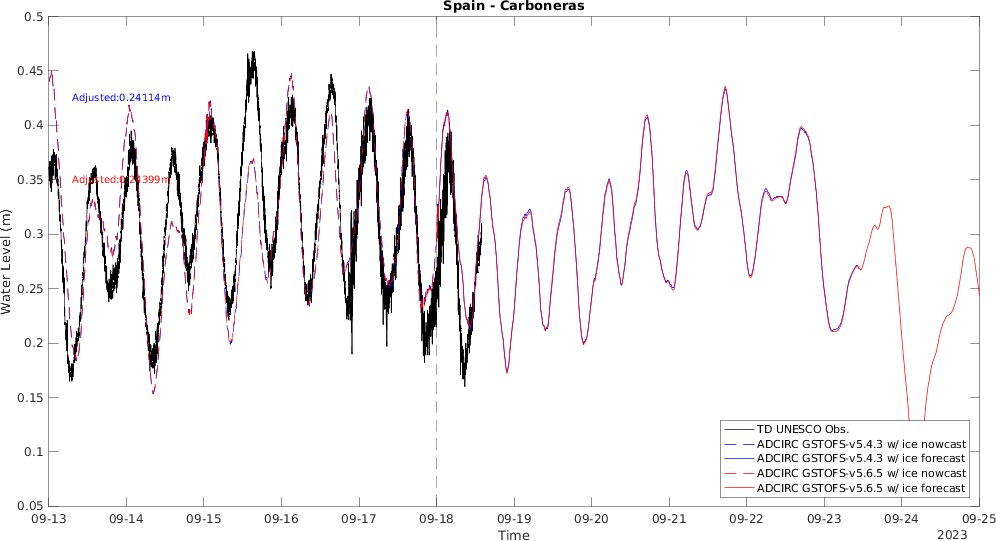 Spain - Carboneras
0.5
0.45
0.4
0.35
0.3
0.25
0.2
0.15
0.1
0.05
Water Level (m)
Adjusted:0.24114m
Adjusted:0.24399m
TD UNESCO Obs.
ADCIRC GSTOFS-v5.4.3 w/ ice nowcast
ADCIRC GSTOFS-v5.4.3 w/ ice forecast
ADCIRC GSTOFS-v5.6.5 w/ ice nowcast
ADCIRC GSTOFS-v5.6.5 w/ ice forecast
09-13 09-14 09-15 09-16 09-17 09-18 09-19 09-20 09-21 09-22 09-23 09-24 09-25
Time
2023